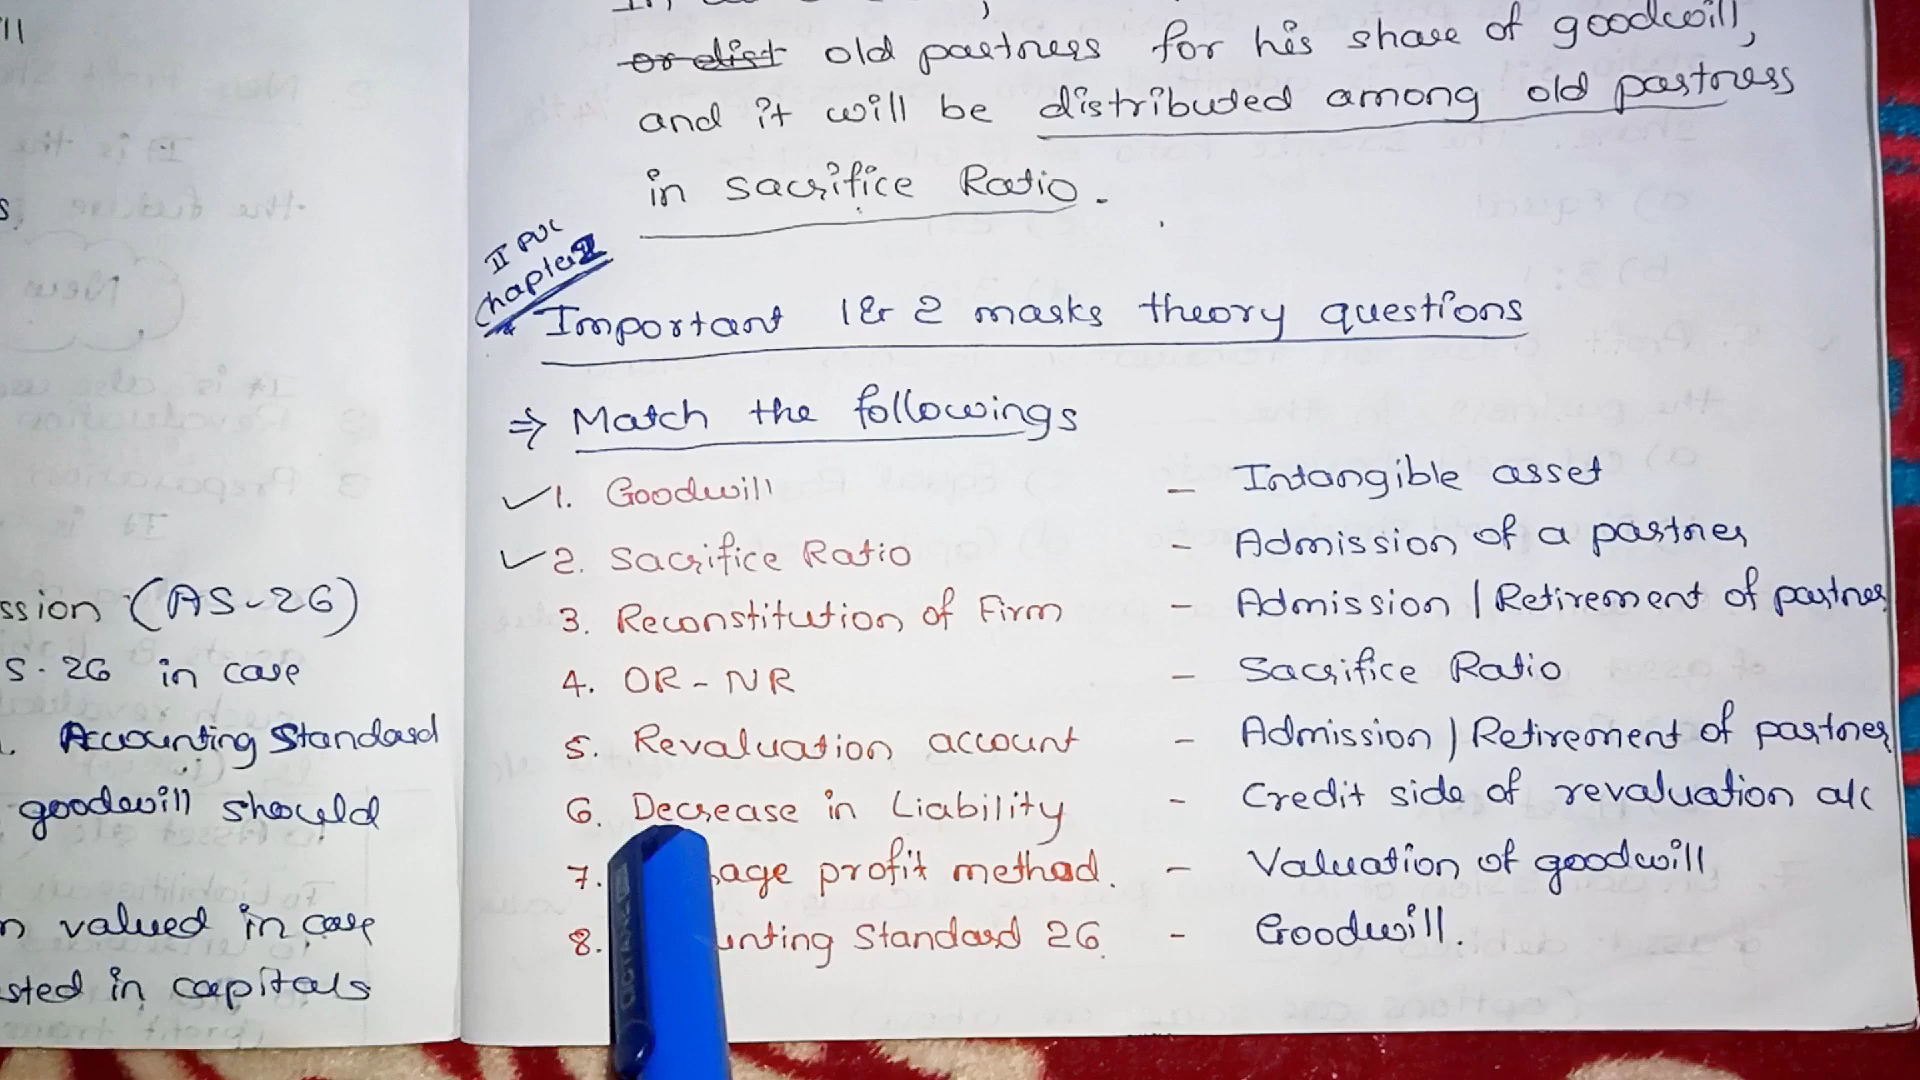 ssion (AS-26)
S. 26 in case
Accounting Standard
goodwill should
n valued in case
sted in capitals
or dist old partners for his share of goodwill,
and it will be distributed among old partners
in sacrifice Ratio.
II PUC
Chapter 2
* Important 1 & 2 marks theory questions
⇒ Match the followings
✓1. Goodwill - Intangible asset
✓2. Sacrifice Ratio - Admission of a partner
3. Reconstitution of Firm - Admission / Retirement of partner
4. OR - NR - Sacrifice Ratio
5. Revaluation account - Admission / Retirement of partner
6. Decrease in Liability - Credit side of revaluation a/c
7. age profit method. - Valuation of goodwill
8. unting Standard 26 - Goodwill.
OCTANE